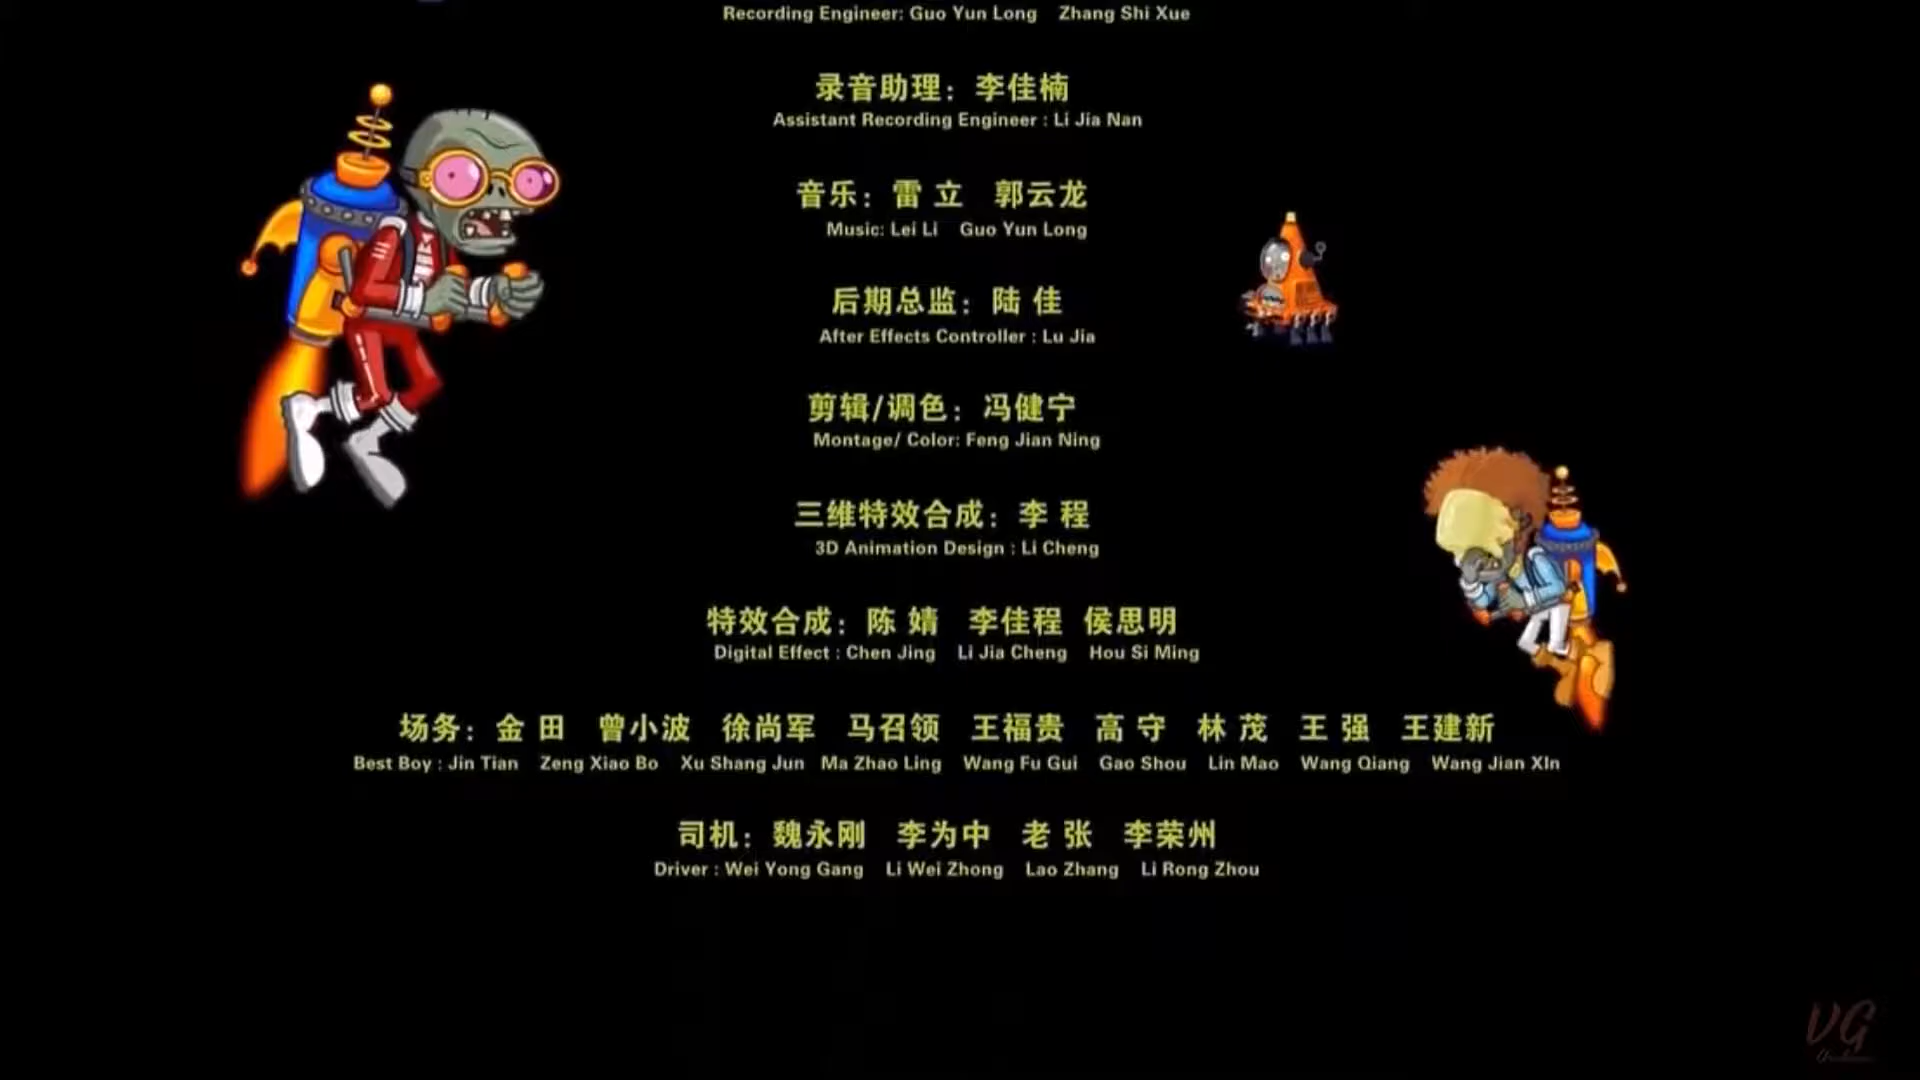 Recording Engineer: Guo Yun Long Zhang Shi Xue
录音助理：李佳楠
Assistant Recording Engineer : Li Jia Nan
音乐：雷 立 郭云龙
Music: Lei Li Guo Yun Long
后期总监：陆 佳
After Effects Controller : Lu Jia
剪辑/调色：冯健宁
Montage/ Color: Feng Jian Ning
三维特效合成：李 程
3D Animation Design : Li Cheng
特效合成：陈 婧 李佳程 侯思明
Digital Effect : Chen Jing Li Jia Cheng Hou Si Ming
场务：金 田 曾小波 徐尚军 马召领 王福贵 高 守 林 茂 王 强 王建新
Best Boy : Jin Tian Zeng Xiao Bo Xu Shang Jun Ma Zhao Ling Wang Fu Gui Gao Shou Lin Mao Wang Qiang Wang Jian XIn
司机：魏永刚 李为中 老 张 李荣州
Driver : Wei Yong Gang Li Wei Zhong Lao Zhang Li Rong Zhou
VG